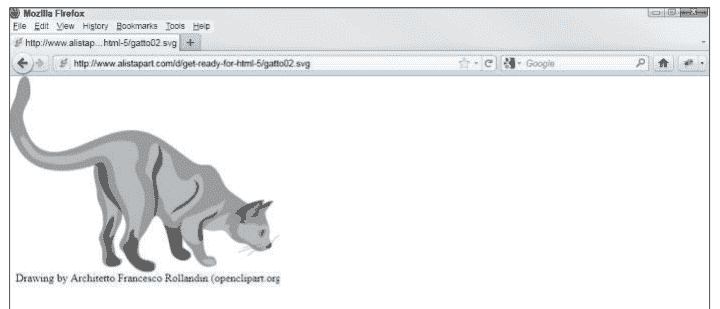 Mozilla Firefox
File Edit View History Bookmarks Tools Help
http://www.alistap...html-5/gatto02.svg
http://www.alistapart.com/d/get-ready-for-html-5/gatto02.svg
Google
Drawing by Architetto Francesco Rollandin (openclipart.org